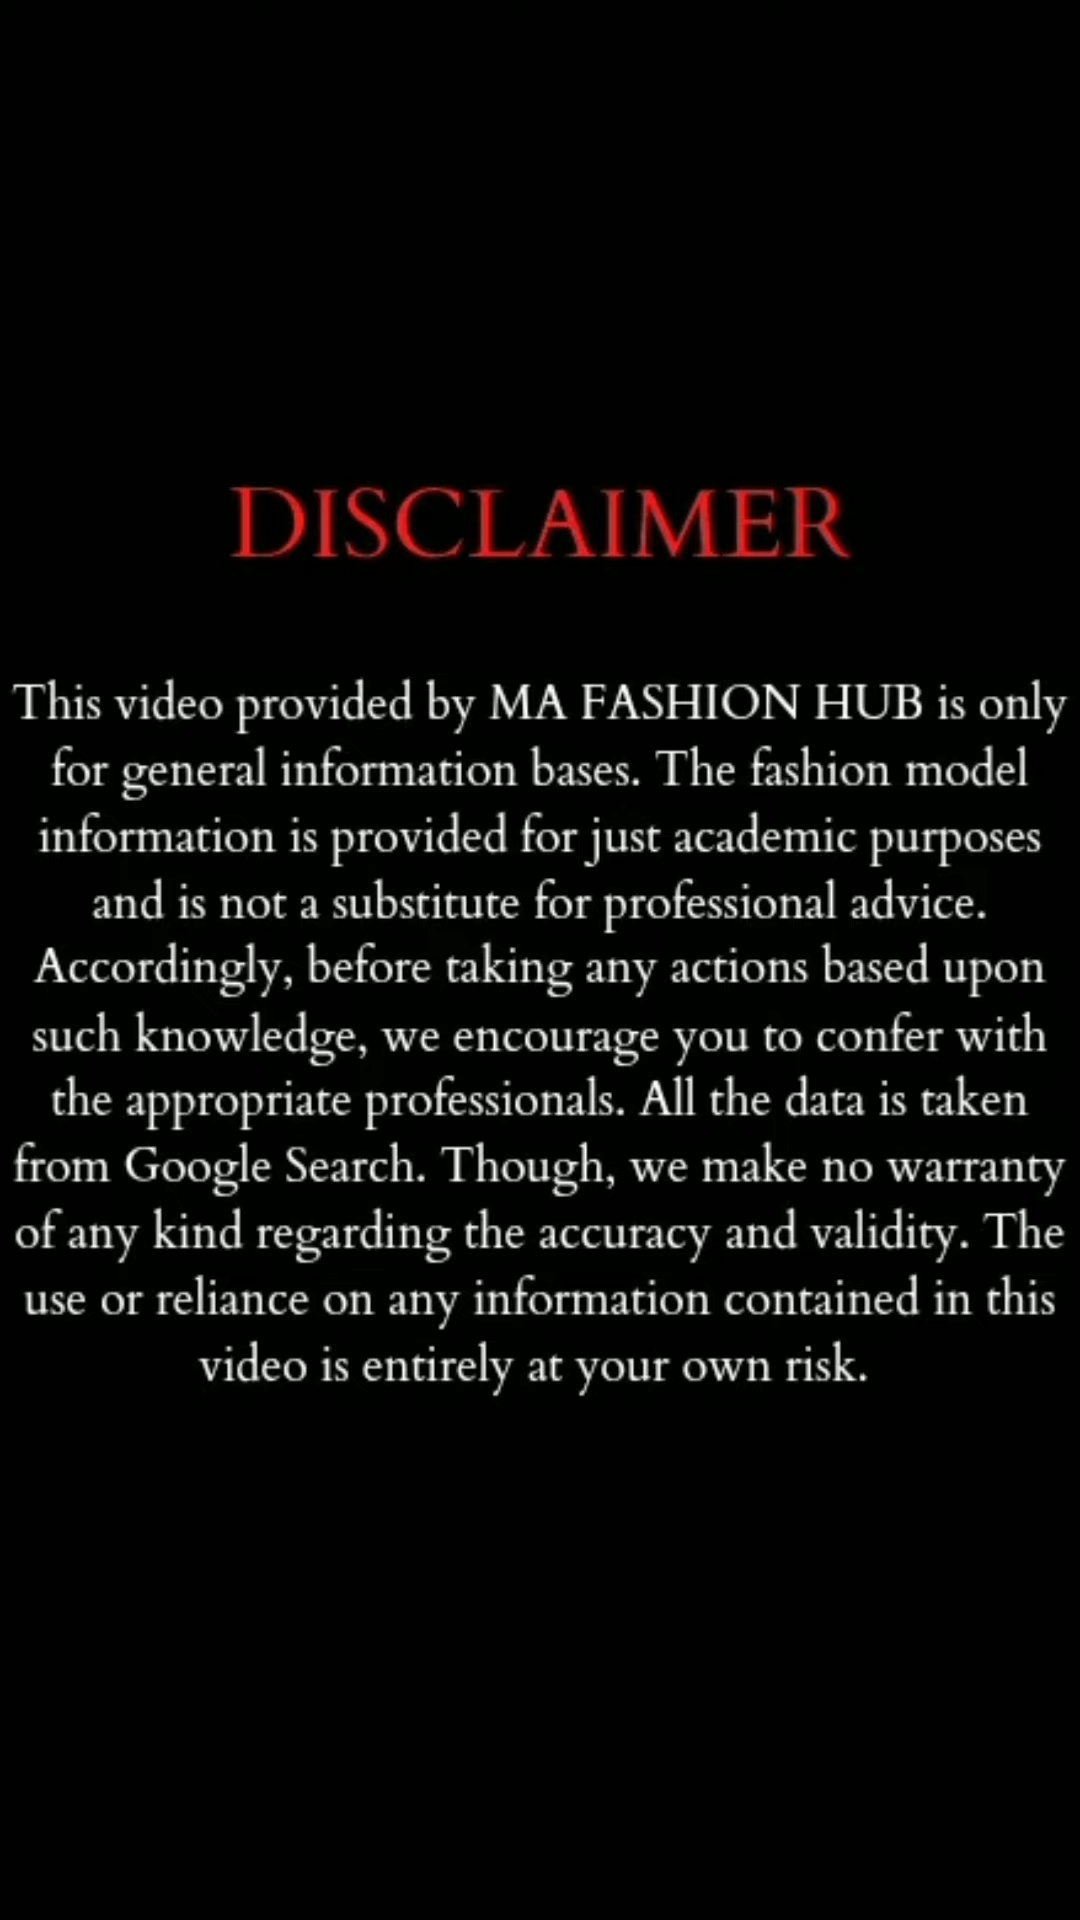 DISCLAIMER
This video provided by MA FASHION HUB is only
for general information bases. The fashion model
information is provided for just academic purposes
and is not a substitute for professional advice.
Accordingly, before taking any actions based upon
such knowledge, we encourage you to confer with
the appropriate professionals. All the data is taken
from Google Search. Though, we make no warranty
of any kind regarding the accuracy and validity. The
use or reliance on any information contained in this
video is entirely at your own risk.